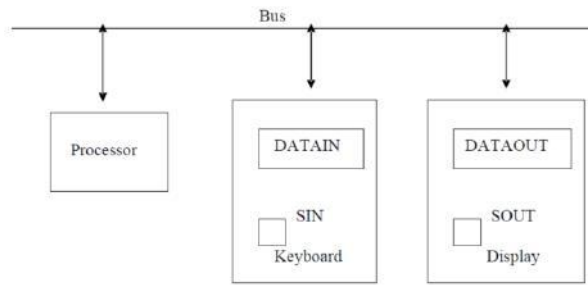 Bus
Processor
DATAIN
DATAOUT
SIN
SOUT
Keyboard
Display